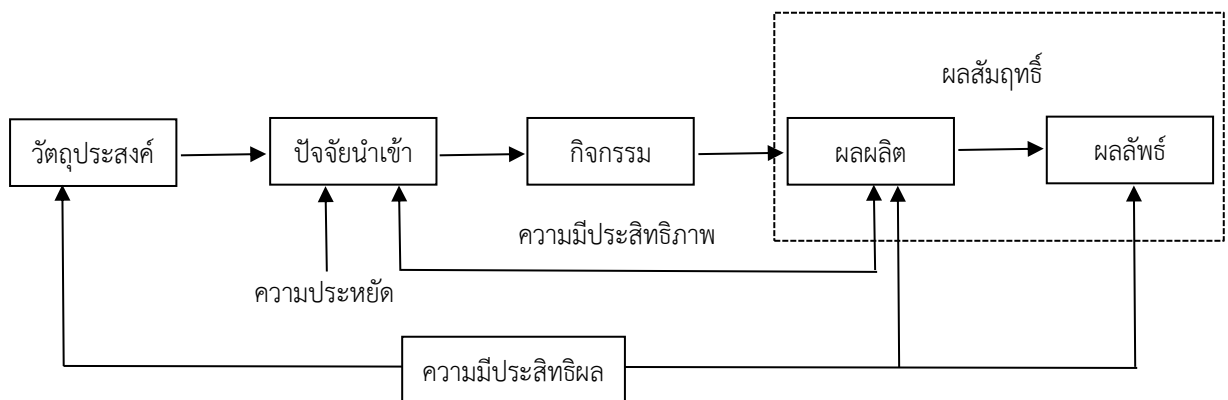 ผลสัมฤทธิ์
วัตถุประสงค์
ปัจจัยนำเข้า
กิจกรรม
ผลผลิต
ผลลัพธ์
ความมีประสิทธิภาพ
ความประหยัด
ความมีประสิทธิผล